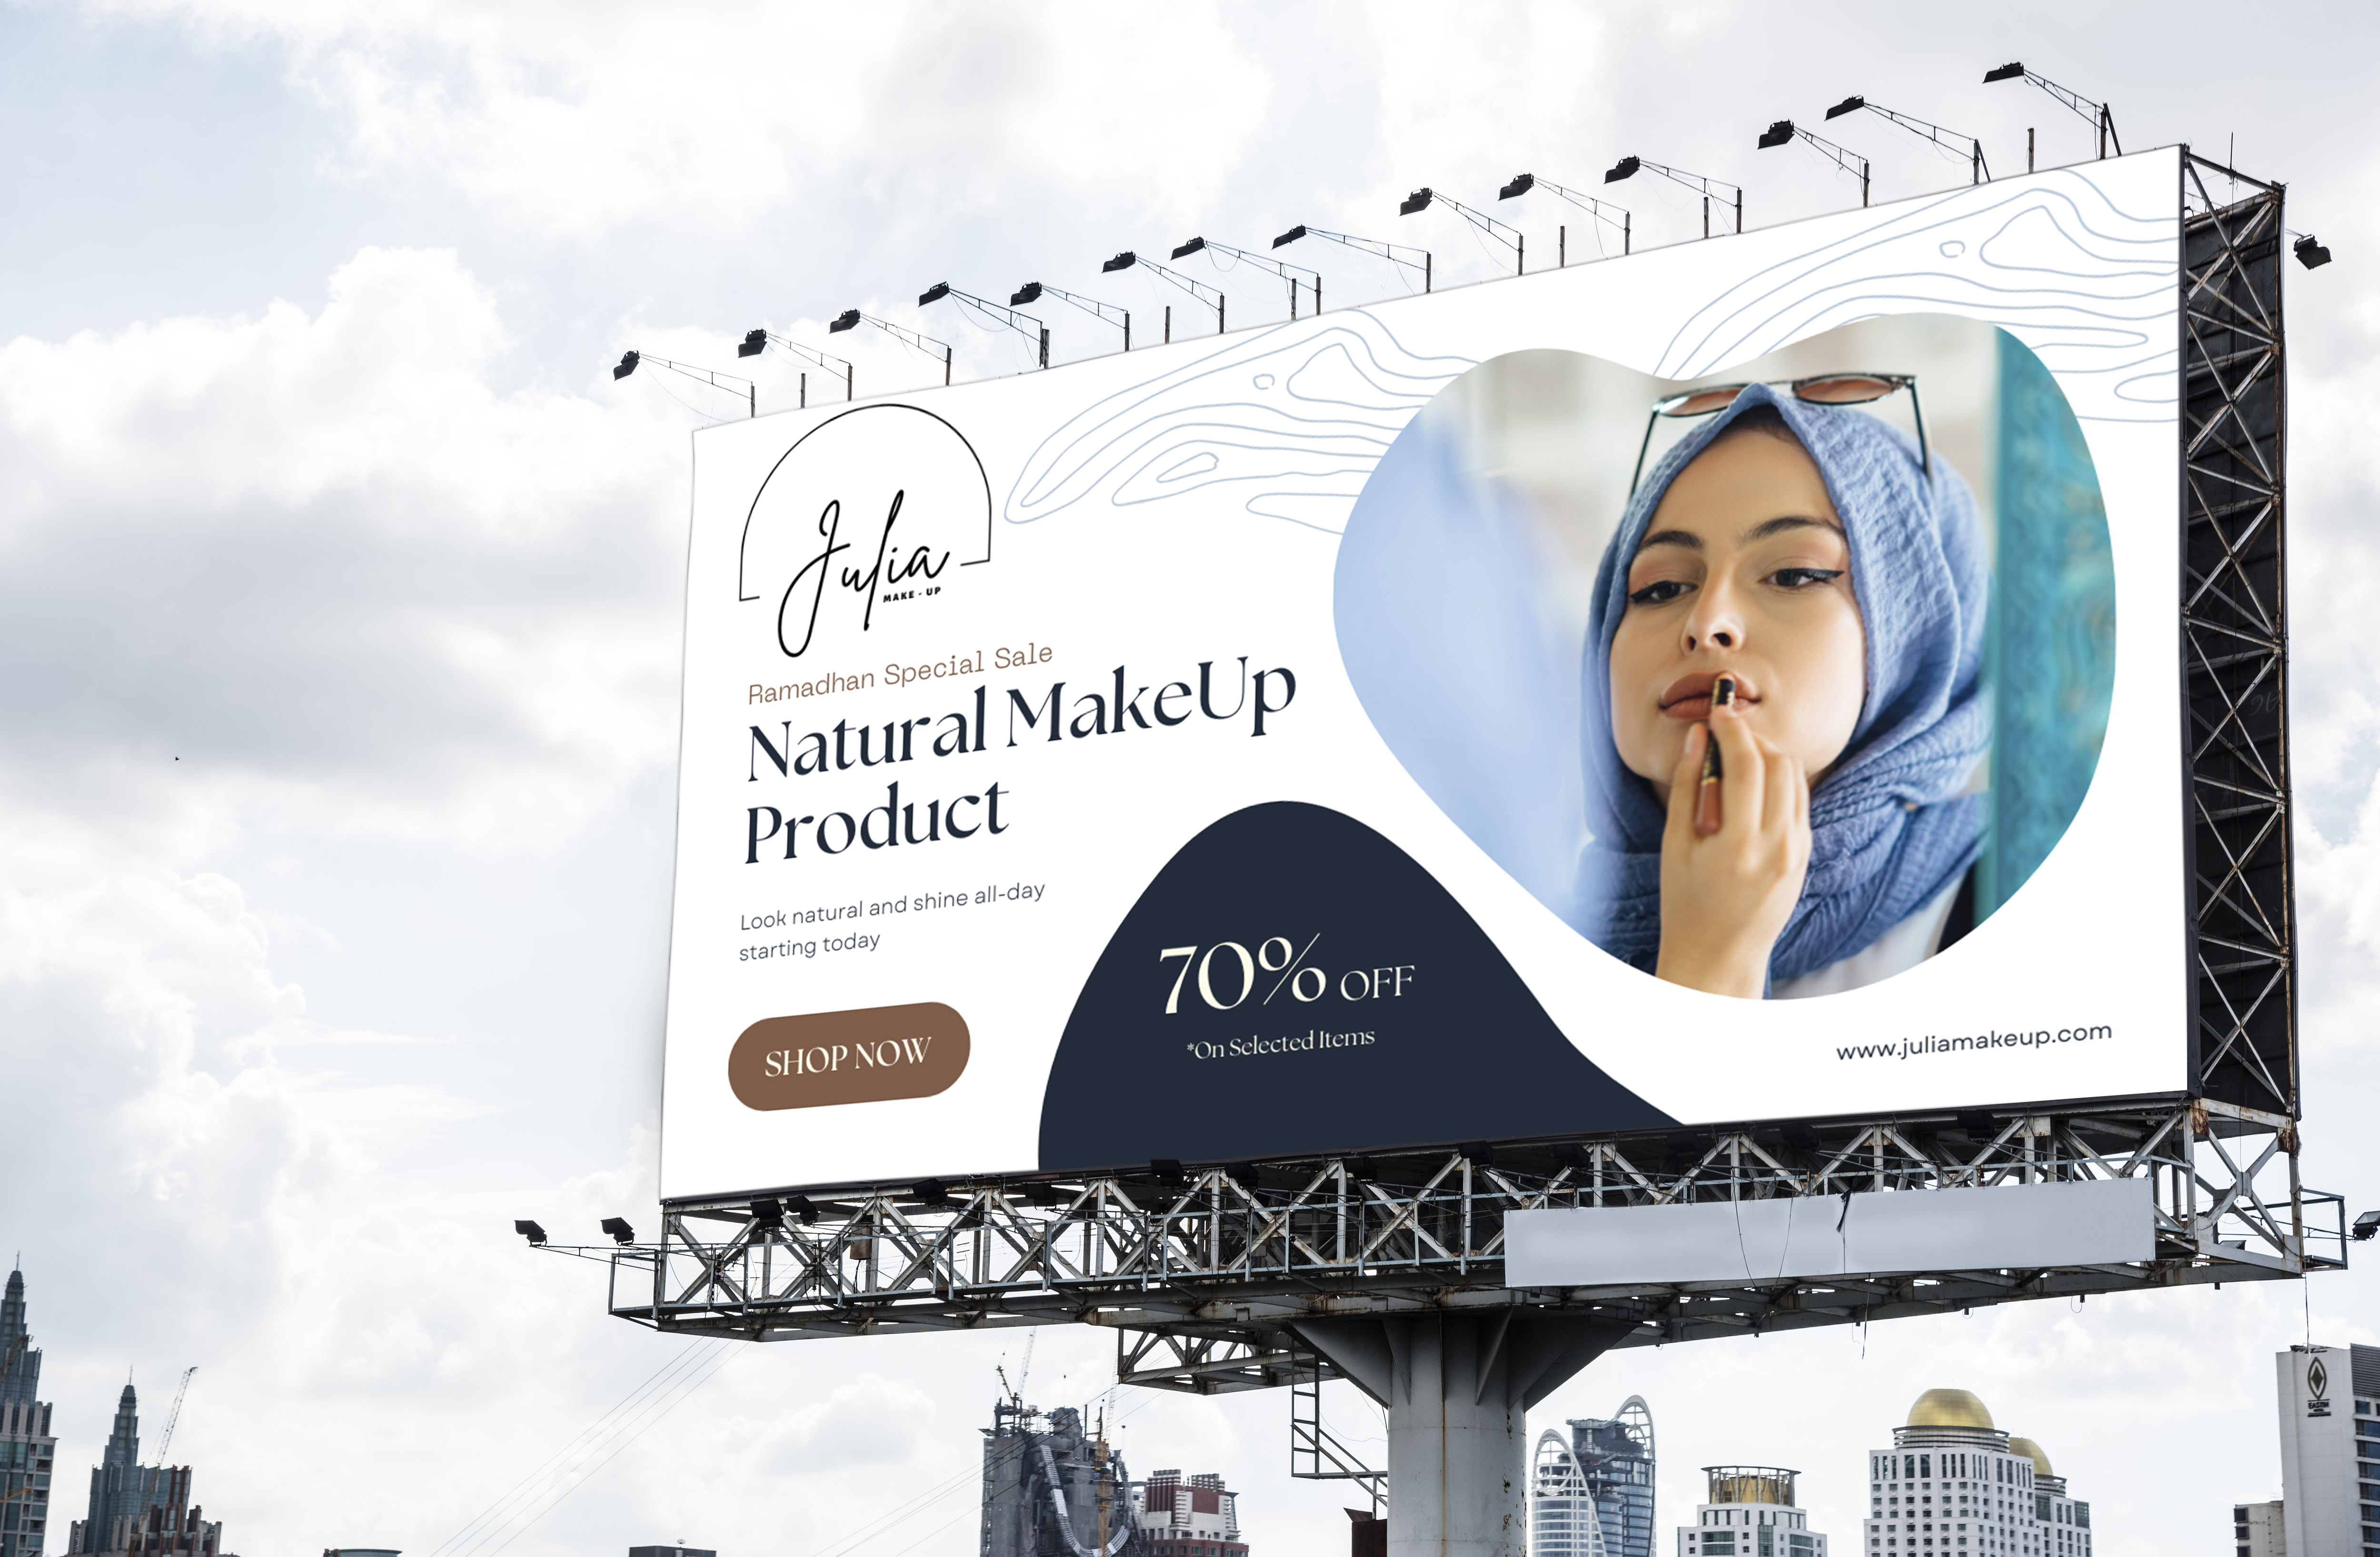 Julia
MAKE - UP
Ramadhan Special Sale
Natural MakeUp
Product
Look natural and shine all-day
starting today
SHOP NOW
70% OFF
*On Selected Items
www.juliamakeup.com
EASTIN